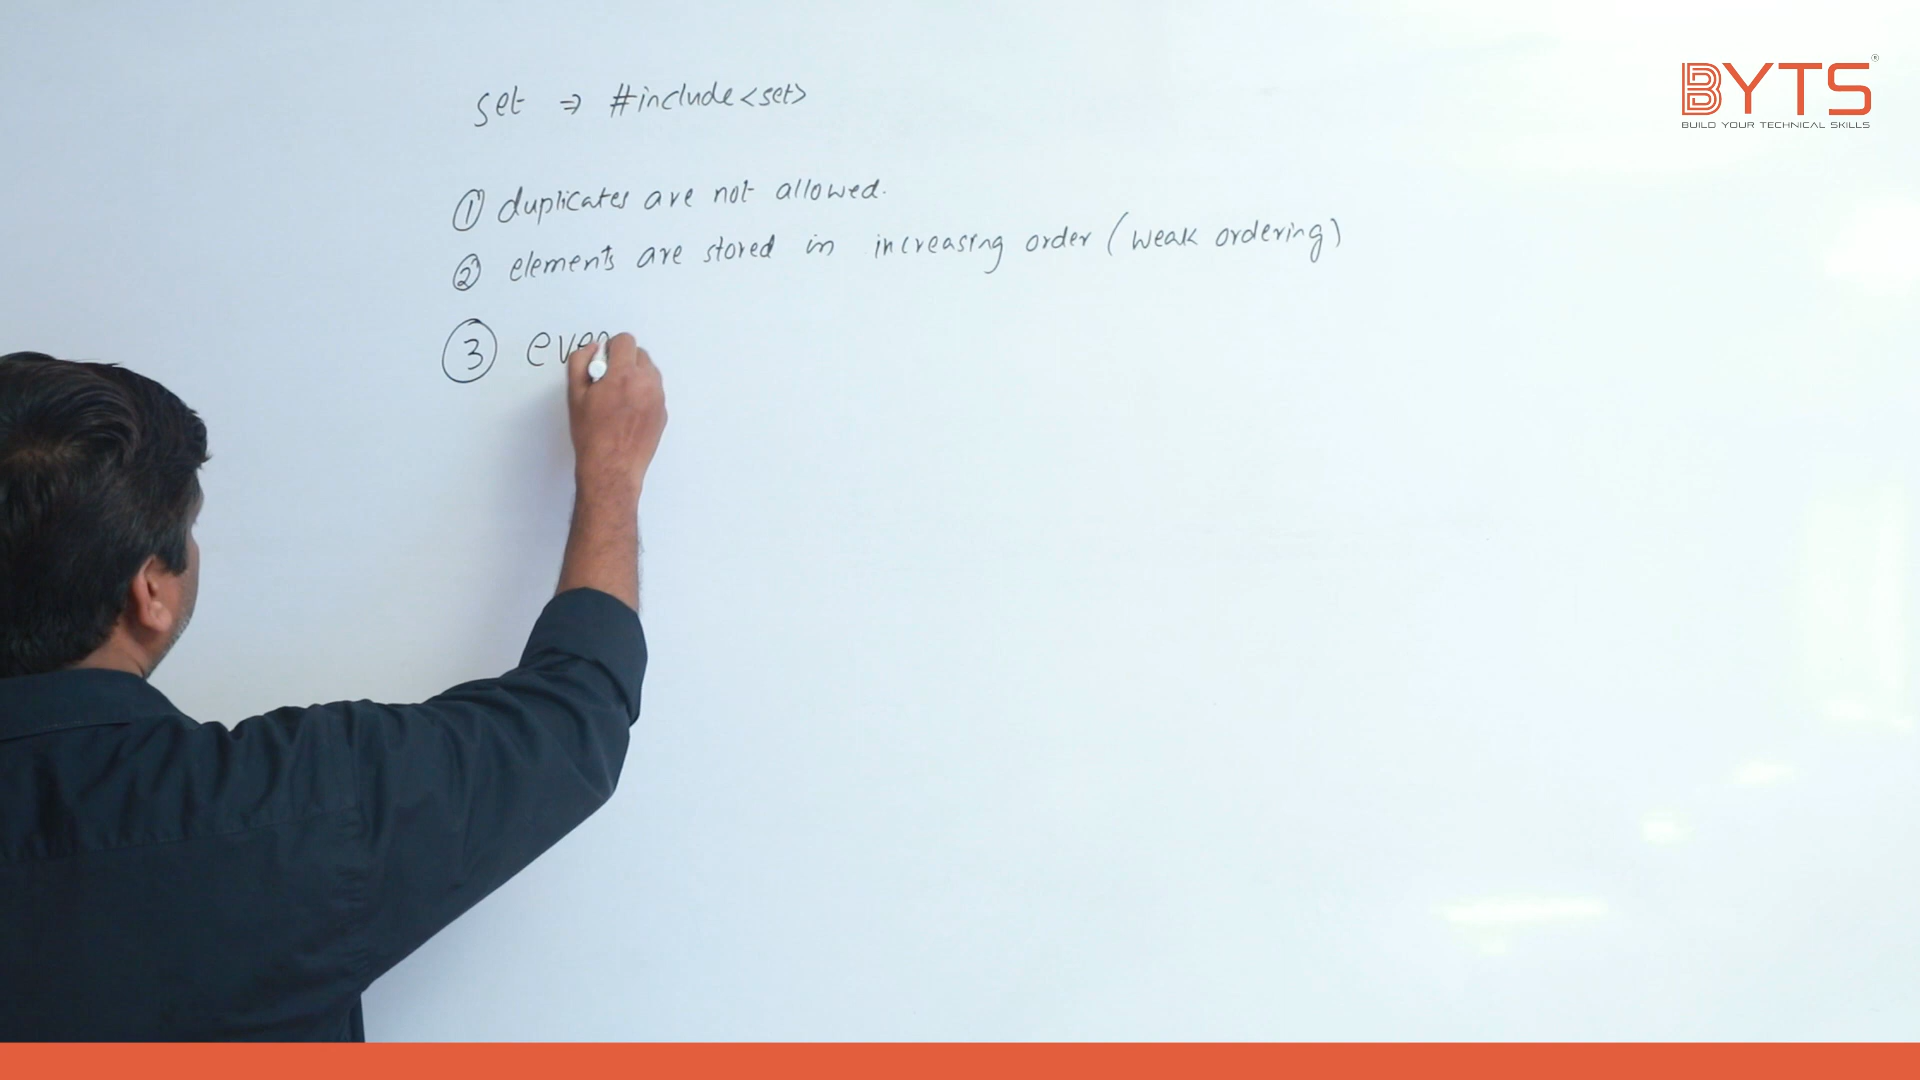 set ⇒ #include<set>
BYTS®
BUILD YOUR TECHNICAL SKILLS
① duplicates are not allowed.
② elements are stored in increasing order (weak ordering)
③